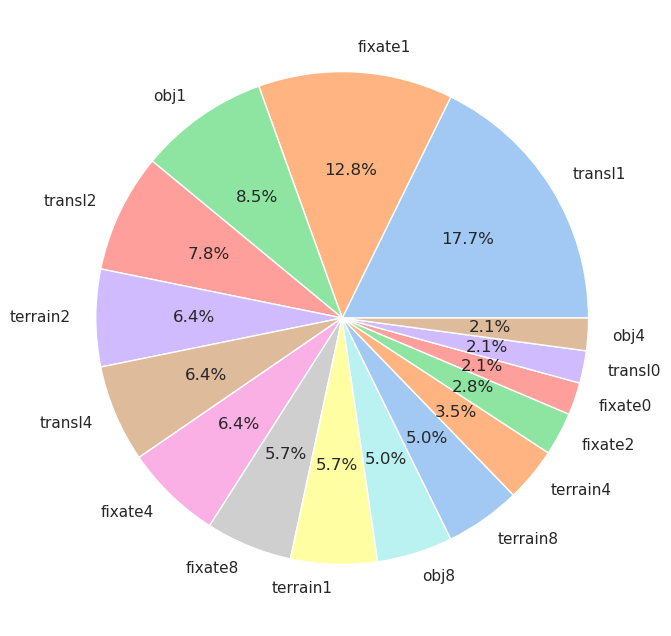 fixate1
obj1
transl1
12.8%
8.5%
transl2
17.7%
7.8%
terrain2
6.4%
2.1%
obj4
2.1%
transl0
2.1%
6.4%
2.8%
fixate0
3.5%
transl4
6.4%
5.0%
fixate2
5.7%
5.7%
5.0%
terrain4
fixate4
terrain8
fixate8
obj8
terrain1